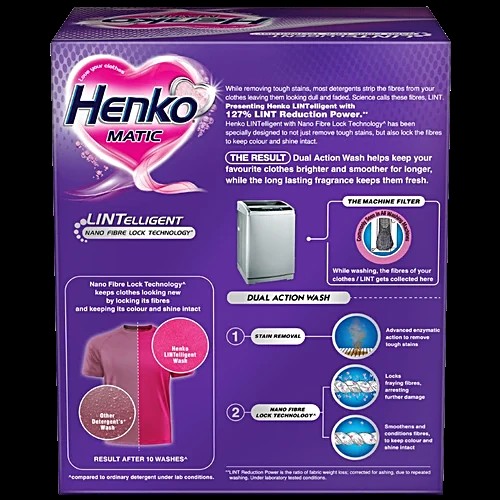 Love your clothes
Henko
MATIC
LINTELLIGENT
NANO FIBRE LOCK TECHNOLOGY^
While removing tough stains, most detergents strip the fibres from your
clothes leaving them looking dull and faded. Science calls these fibres, LINT.
Presenting Henko LINTelligent with
127% LINT Reduction Power.**
Henko LINTelligent with Nano Fibre Lock Technology^ has been
specially designed to not just remove tough stains, but also lock the fibres
to keep colour and shine intact.
THE RESULT Dual Action Wash helps keep your
favourite clothes brighter and smoother for longer,
while the long lasting fragrance keeps them fresh.
THE MACHINE FILTER
Commonly Seen in All Washing Machines
While washing, the fibres of your
clothes / LINT gets collected here
Nano Fibre Lock Technology^
keeps clothes looking new
by locking its fibres
and keeping its colour and shine intact
Henko
LINTelligent
Wash
Other
Detergent's^
Wash
RESULT AFTER 10 WASHES^
^compared to ordinary detergent under lab conditions.
DUAL ACTION WASH
1 STAIN REMOVAL
Advanced enzymatic
action to remove
tough stains
2 NANO FIBRE
LOCK TECHNOLOGY^
Locks
fraying fibres,
arresting
further damage
Smoothens and
conditions fibres,
to keep colour and
shine intact
**LINT Reduction Power is the ratio of fabric weight loss; corrected for ashing, due to repeated
washing. Under laboratory tested conditions.